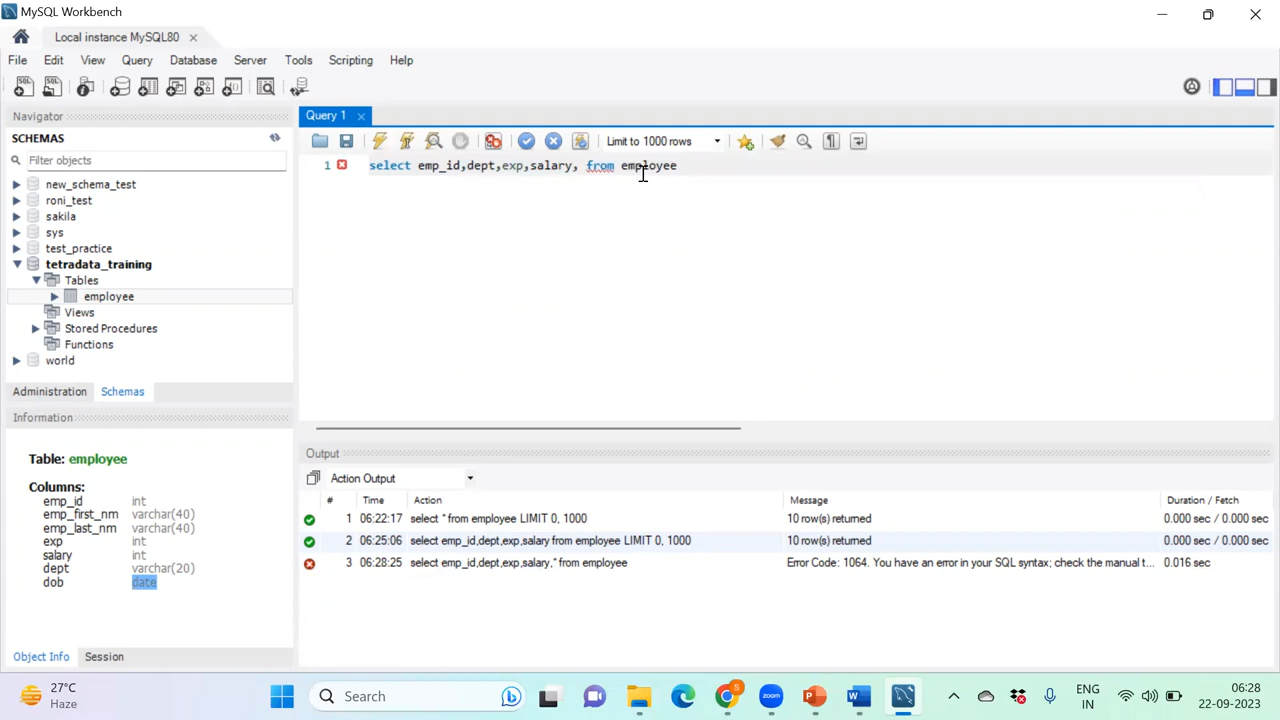 MySQL Workbench
Local instance MySQL80
File Edit View Query Database Server Tools Scripting Help
Navigator
SCHEMAS
Filter objects
new_schema_test
roni_test
sakila
sys
test_practice
tetradata_training
Tables
employee
Views
Stored Procedures
Functions
world
Administration Schemas
Information
Table: employee
Columns:
emp_id int
emp_first_nm varchar(40)
emp_last_nm varchar(40)
exp int
salary int
dept varchar(20)
dob date
Object Info Session
Query 1
Limit to 1000 rows
1 select emp_id,dept,exp,salary, from employee
Output
Action Output
# Time Action Message Duration / Fetch
1 06:22:17 select * from employee LIMIT 0, 1000 10 row(s) returned 0.000 sec / 0.000 sec
2 06:25:06 select emp_id,dept,exp,salary from employee LIMIT 0, 1000 10 row(s) returned 0.000 sec / 0.000 sec
3 06:28:25 select emp_id,dept,exp,salary,* from employee Error Code: 1064. You have an error in your SQL syntax; check the manual t... 0.016 sec
27°C
Haze
Search
zoom
ENG
IN
06:28
22-09-2023